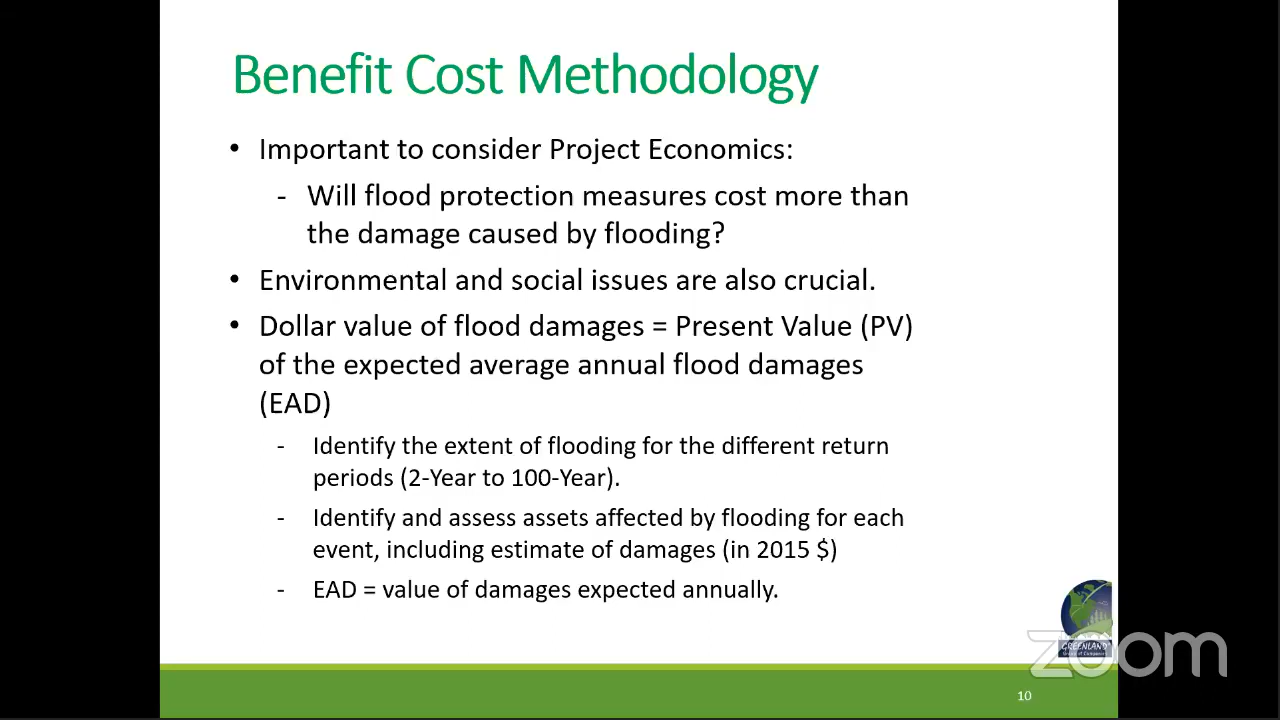 Benefit Cost Methodology
• Important to consider Project Economics:
- Will flood protection measures cost more than
the damage caused by flooding?
• Environmental and social issues are also crucial.
• Dollar value of flood damages = Present Value (PV)
of the expected average annual flood damages
(EAD)
- Identify the extent of flooding for the different return
periods (2-Year to 100-Year).
- Identify and assess assets affected by flooding for each
event, including estimate of damages (in 2015 $)
- EAD = value of damages expected annually.
GREENLAND
Group of Companies
zoom
10